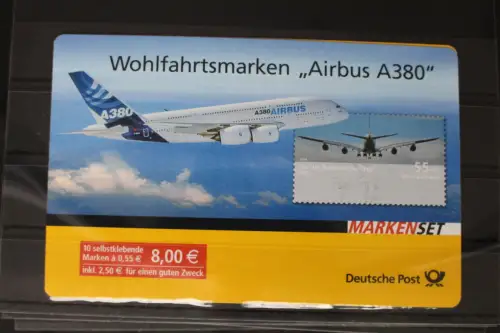 Wohlfahrtsmarken „Airbus A380“
A380
A380 AIRBUS
55
MARKENSET
10 selbstklebende
Marken à 0,55 € 8,00 €
inkl. 2,50 € für einen guten Zweck
Deutsche Post